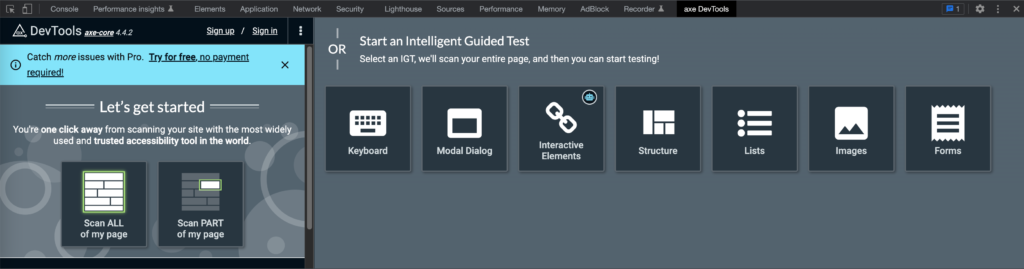 Console Performance insights Elements Application Network Security Lighthouse Sources Performance Memory AdBlock Recorder axe DevTools 1
axe DevTools axe-core 4.4.2 Sign up / Sign in
Catch more issues with Pro. Try for free, no payment
required!
Let's get started
You're one click away from scanning your site with the most widely
used and trusted accessibility tool in the world.
Scan ALL
of my page
Scan PART
of my page
OR
Start an Intelligent Guided Test
Select an IGT, we'll scan your entire page, and then you can start testing!
Keyboard
Modal Dialog
Interactive
Elements
Structure
Lists
Images
Forms